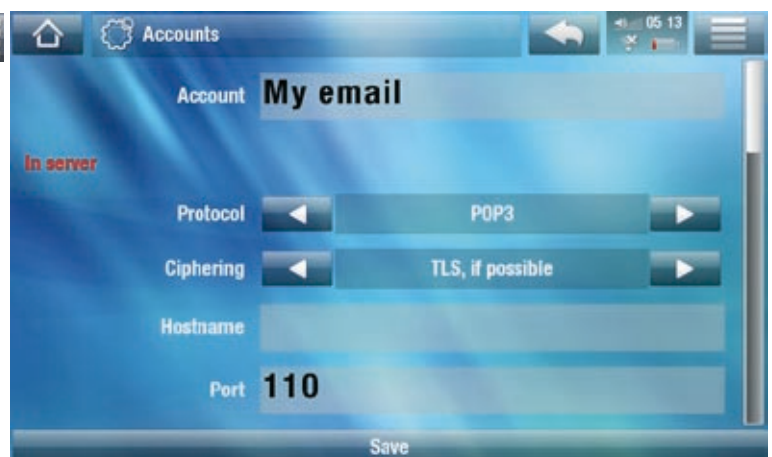 Accounts 05 13
Account My email
In server
Protocol POP3
Ciphering TLS, if possible
Hostname
Port 110
Save